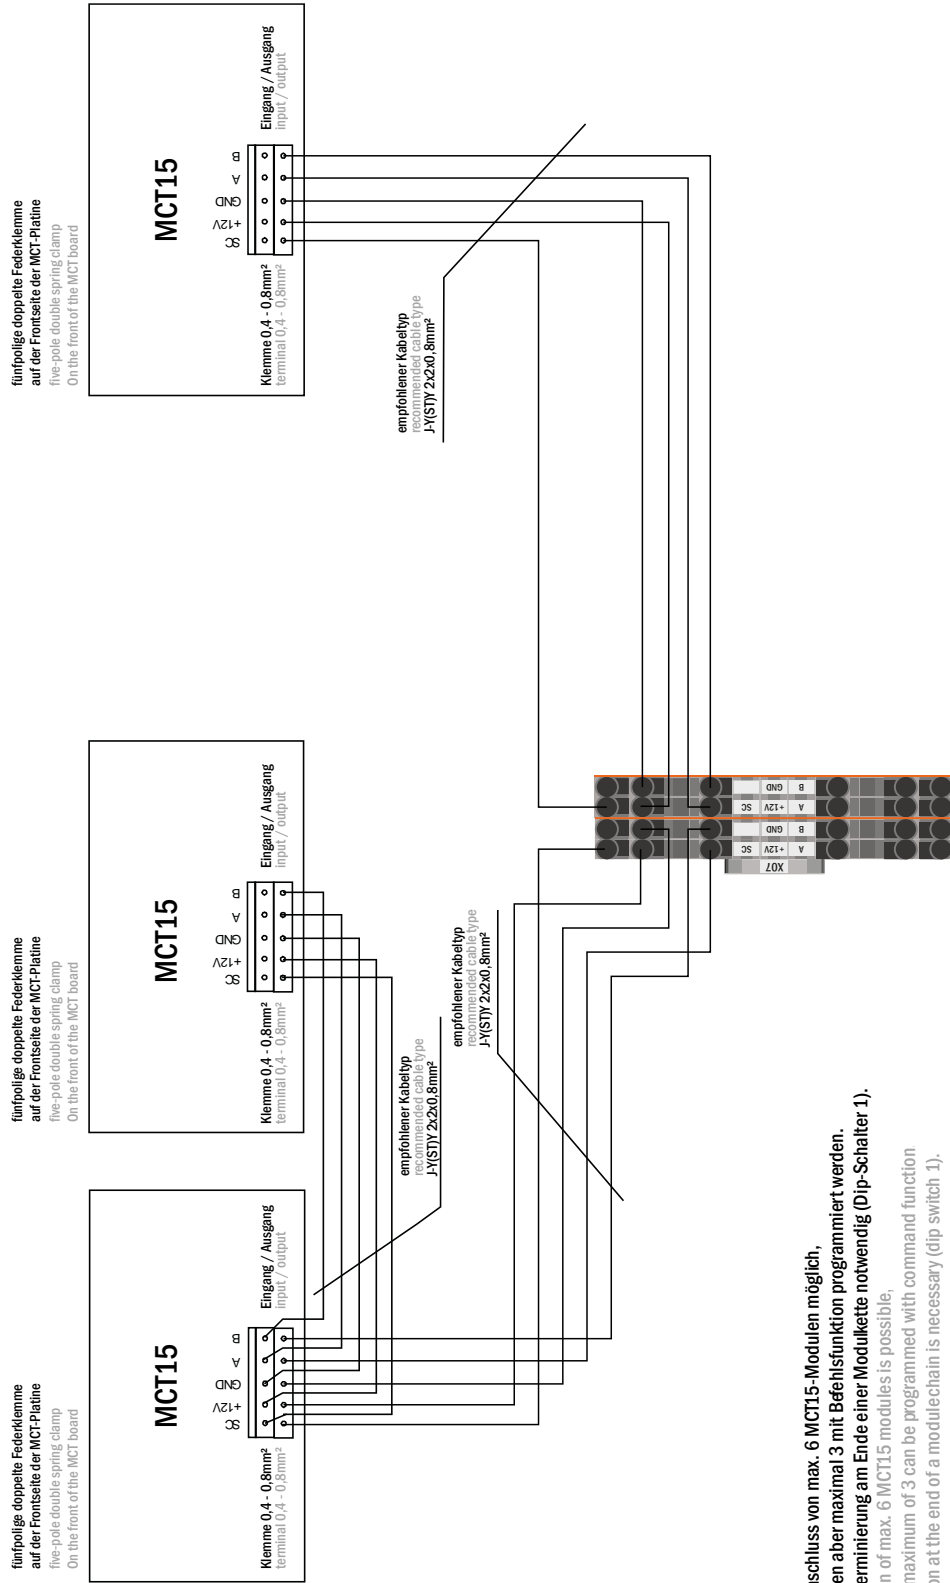 fünfpolige doppelte Federklemme
auf der Frontseite der MCT-Platine
five-pole double spring clamp
On the front of the MCT board
MCT15
Klemme 0,4 - 0,8mm²
terminal 0,4 - 0,8mm²
SC
+12V
GND
A
B
Eingang / Ausgang
input / output
empfohlener Kabeltyp
recommended cable type
J-Y(ST)Y 2x2x0,8mm²
fünfpolige doppelte Federklemme
auf der Frontseite der MCT-Platine
five-pole double spring clamp
On the front of the MCT board
MCT15
Klemme 0,4 - 0,8mm²
terminal 0,4 - 0,8mm²
SC
+12V
GND
A
B
Eingang / Ausgang
input / output
empfohlener Kabeltyp
recommended cable type
J-Y(ST)Y 2x2x0,8mm²
fünfpolige doppelte Federklemme
auf der Frontseite der MCT-Platine
five-pole double spring clamp
On the front of the MCT board
MCT15
Klemme 0,4 - 0,8mm²
terminal 0,4 - 0,8mm²
SC
+12V
GND
A
B
Eingang / Ausgang
input / output
empfohlener Kabeltyp
recommended cable type
J-Y(ST)Y 2x2x0,8mm²
X07
SC
+12V
A
GND
B
SC
+12V
A
GND
B
von max. 6 MCT15-Modulen möglich,
aber maximal 3 mit Befehlsfunktion programmiert werden.
am Ende einer Modulkette notwendig (Dip-Schalter 1).
of max. 6 MCT15 modules is possible,
maximum of 3 can be programmed with command function
at the end of a modulechain is necessary (dip switch 1).